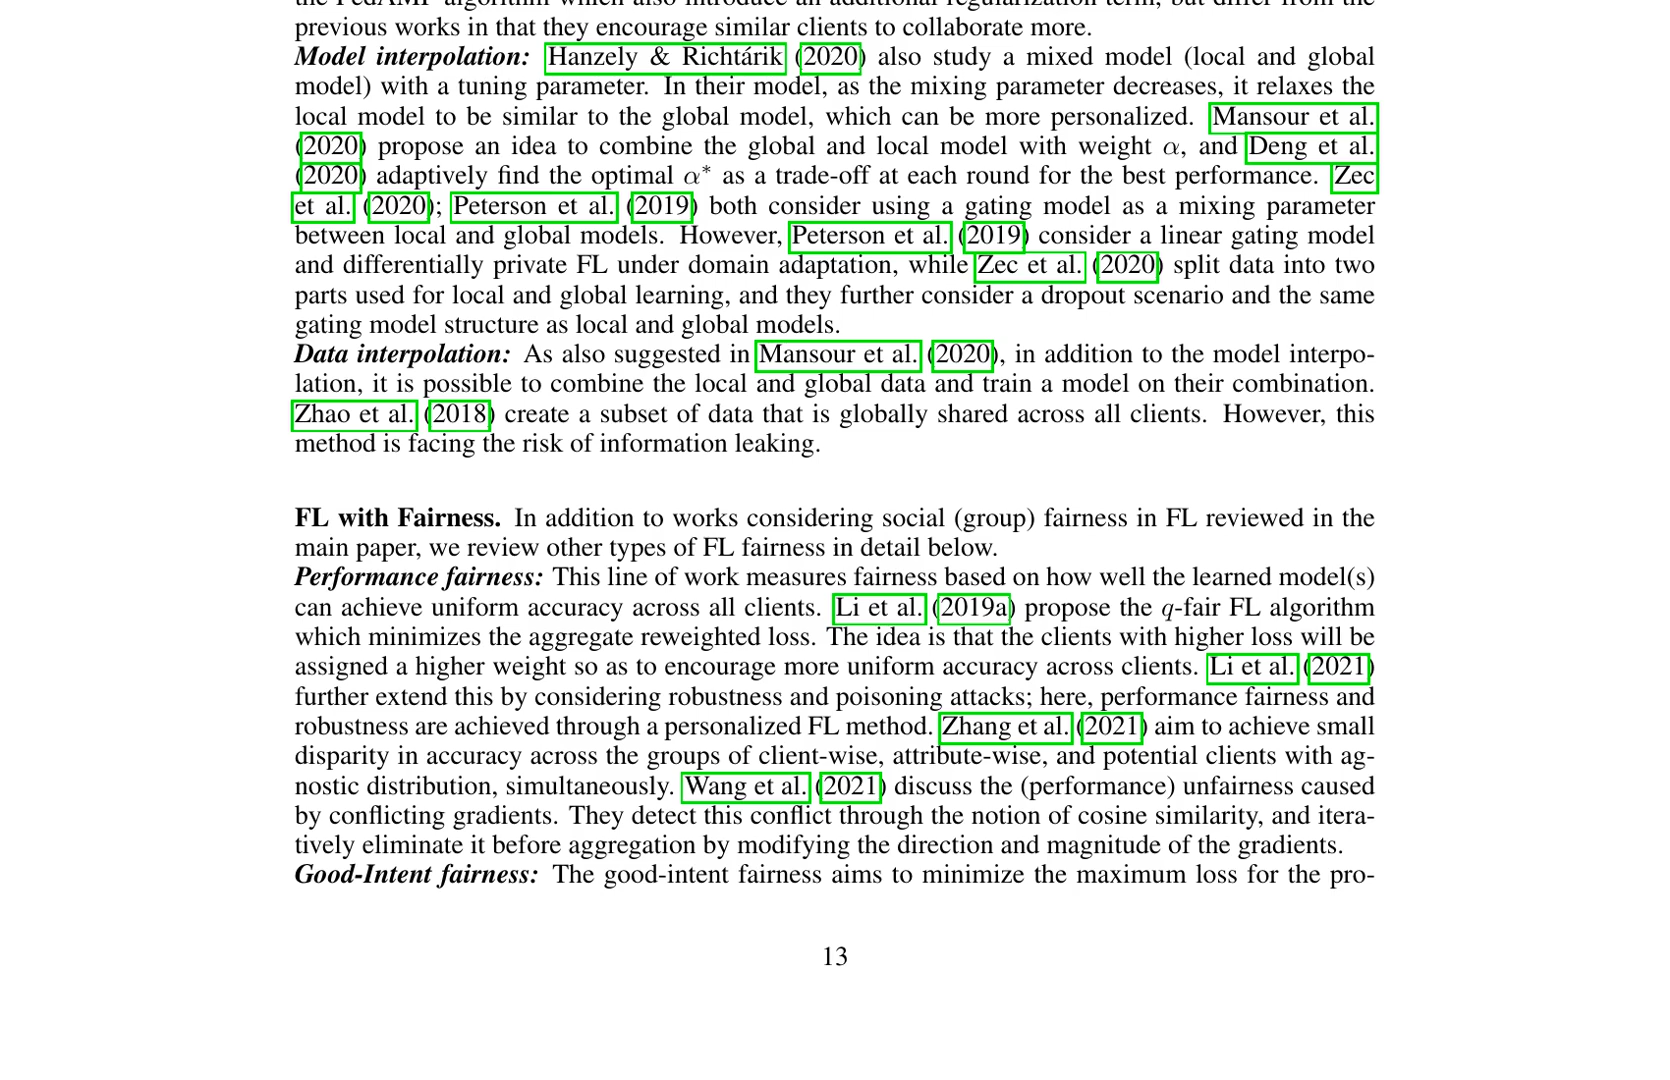 the FedAMP algorithm which also introduce an additional regularization term, but differ from the
previous works in that they encourage similar clients to collaborate more.
Model interpolation: Hanzely & Richtárik (2020) also study a mixed model (local and global
model) with a tuning parameter. In their model, as the mixing parameter decreases, it relaxes the
local model to be similar to the global model, which can be more personalized. Mansour et al.
(2020) propose an idea to combine the global and local model with weight α, and Deng et al.
(2020) adaptively find the optimal α* as a trade-off at each round for the best performance. Zec
et al. (2020); Peterson et al. (2019) both consider using a gating model as a mixing parameter
between local and global models. However, Peterson et al. (2019) consider a linear gating model
and differentially private FL under domain adaptation, while Zec et al. (2020) split data into two
parts used for local and global learning, and they further consider a dropout scenario and the same
gating model structure as local and global models.
Data interpolation: As also suggested in Mansour et al. (2020), in addition to the model interpo-
lation, it is possible to combine the local and global data and train a model on their combination.
Zhao et al. (2018) create a subset of data that is globally shared across all clients. However, this
method is facing the risk of information leaking.
FL with Fairness. In addition to works considering social (group) fairness in FL reviewed in the
main paper, we review other types of FL fairness in detail below.
Performance fairness: This line of work measures fairness based on how well the learned model(s)
can achieve uniform accuracy across all clients. Li et al. (2019a) propose the q-fair FL algorithm
which minimizes the aggregate reweighted loss. The idea is that the clients with higher loss will be
assigned a higher weight so as to encourage more uniform accuracy across clients. Li et al. (2021)
further extend this by considering robustness and poisoning attacks; here, performance fairness and
robustness are achieved through a personalized FL method. Zhang et al. (2021) aim to achieve small
disparity in accuracy across the groups of client-wise, attribute-wise, and potential clients with ag-
nostic distribution, simultaneously. Wang et al. (2021) discuss the (performance) unfairness caused
by conflicting gradients. They detect this conflict through the notion of cosine similarity, and itera-
tively eliminate it before aggregation by modifying the direction and magnitude of the gradients.
Good-Intent fairness: The good-intent fairness aims to minimize the maximum loss for the pro-
13